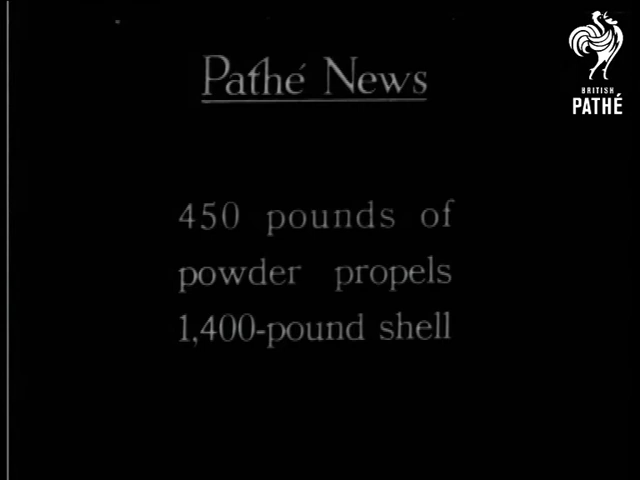 Pathé News
BRITISH
PATHÉ
450 pounds of
powder propels
1,400-pound shell